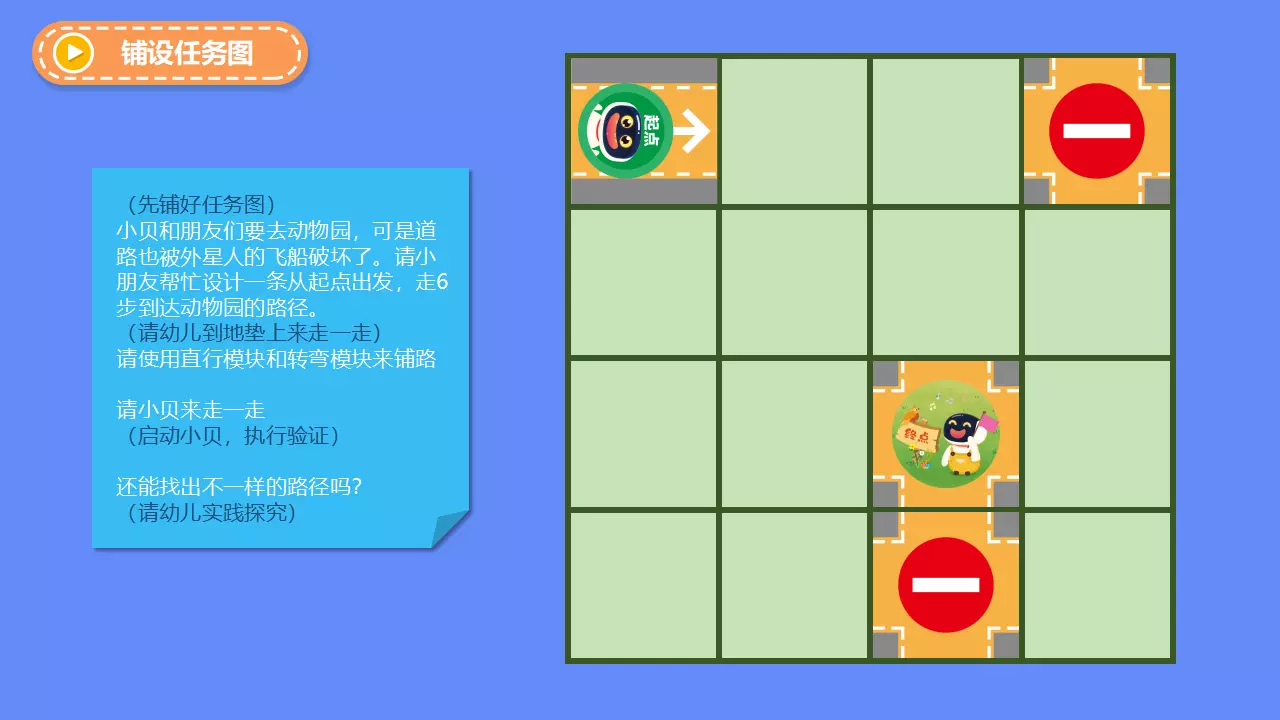 铺设任务图
（先铺好任务图）
小贝和朋友们要去动物园，可是道
路也被外星人的飞船破坏了。请小
朋友帮忙设计一条从起点出发，走6
步到达动物园的路径。
（请幼儿到地垫上来走一走）
请使用直行模块和转弯模块来铺路
请小贝来走一走
（启动小贝，执行验证）
还能找出不一样的路径吗？
（请幼儿实践探究）
起点
终点